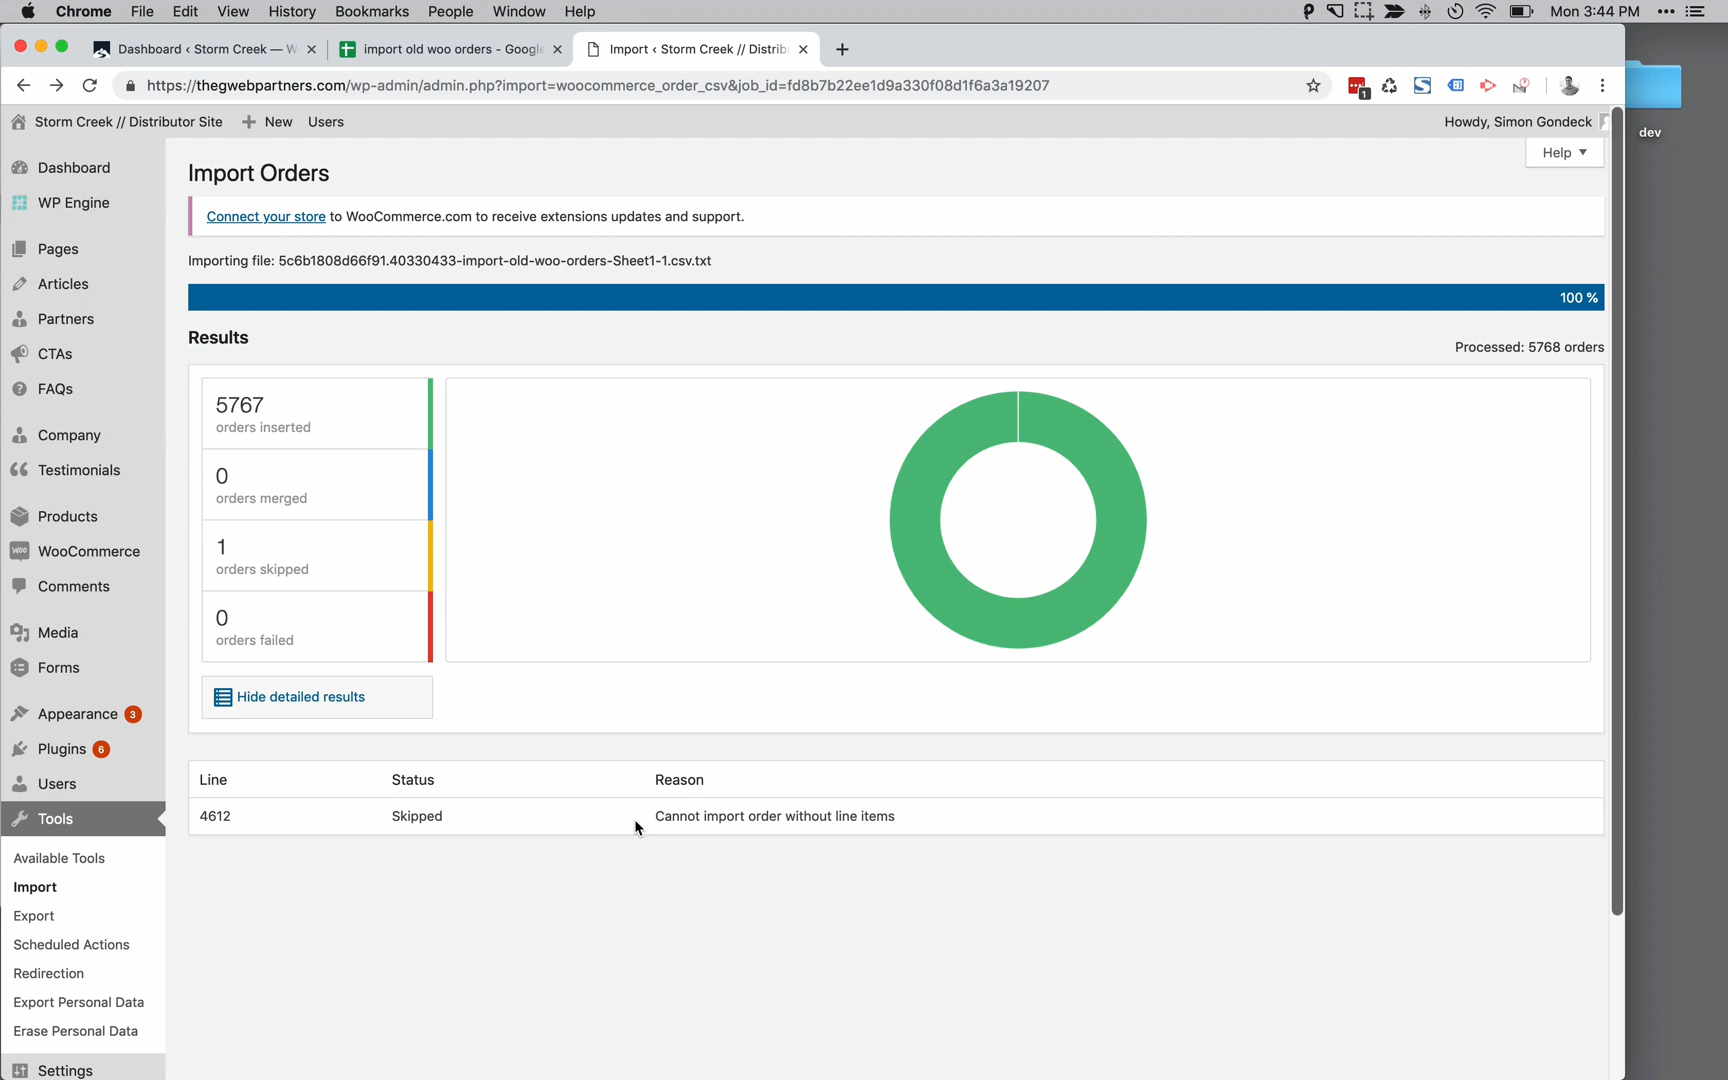 Chrome File Edit View History Bookmarks People Window Help Mon 3:44 PM
Dashboard ‹ Storm Creek — W import old woo orders - Google Import ‹ Storm Creek // Distrib
https://thegwebpartners.com/wp-admin/admin.php?import=woocommerce_order_csv&job_id=fd8b7b22ee1d9a330f08d1f6a3a19207 1
Storm Creek // Distributor Site New Users Howdy, Simon Gondeck
dev
Help
Dashboard
WP Engine
Pages
Articles
Partners
CTAs
FAQs
Company
Testimonials
Products
WooCommerce
Comments
Media
Forms
Appearance 3
Plugins 6
Users
Tools
Available Tools
Import
Export
Scheduled Actions
Redirection
Export Personal Data
Erase Personal Data
Settings
Import Orders
Connect your store to WooCommerce.com to receive extensions updates and support.
Importing file: 5c6b1808d66f91.40330433-import-old-woo-orders-Sheet1-1.csv.txt
100 %
Results
Processed: 5768 orders
5767
orders inserted
0
orders merged
1
orders skipped
0
orders failed
Hide detailed results
Line Status Reason
4612 Skipped Cannot import order without line items